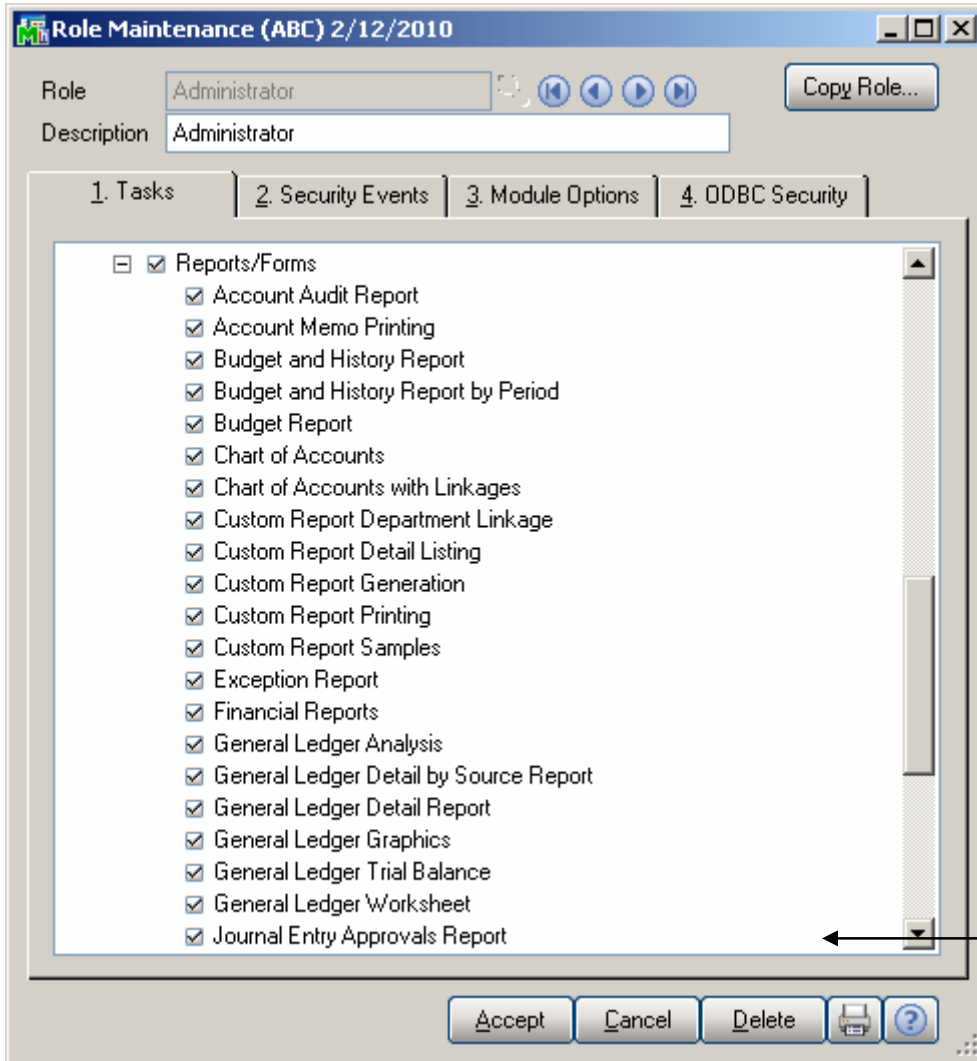 Role Maintenance (ABC) 2/12/2010
Role Administrator Copy Role...
Description Administrator
1. Tasks 2. Security Events 3. Module Options 4. ODBC Security
Reports/Forms
Account Audit Report
Account Memo Printing
Budget and History Report
Budget and History Report by Period
Budget Report
Chart of Accounts
Chart of Accounts with Linkages
Custom Report Department Linkage
Custom Report Detail Listing
Custom Report Generation
Custom Report Printing
Custom Report Samples
Exception Report
Financial Reports
General Ledger Analysis
General Ledger Detail by Source Report
General Ledger Detail Report
General Ledger Graphics
General Ledger Trial Balance
General Ledger Worksheet
Journal Entry Approvals Report
Accept Cancel Delete ?